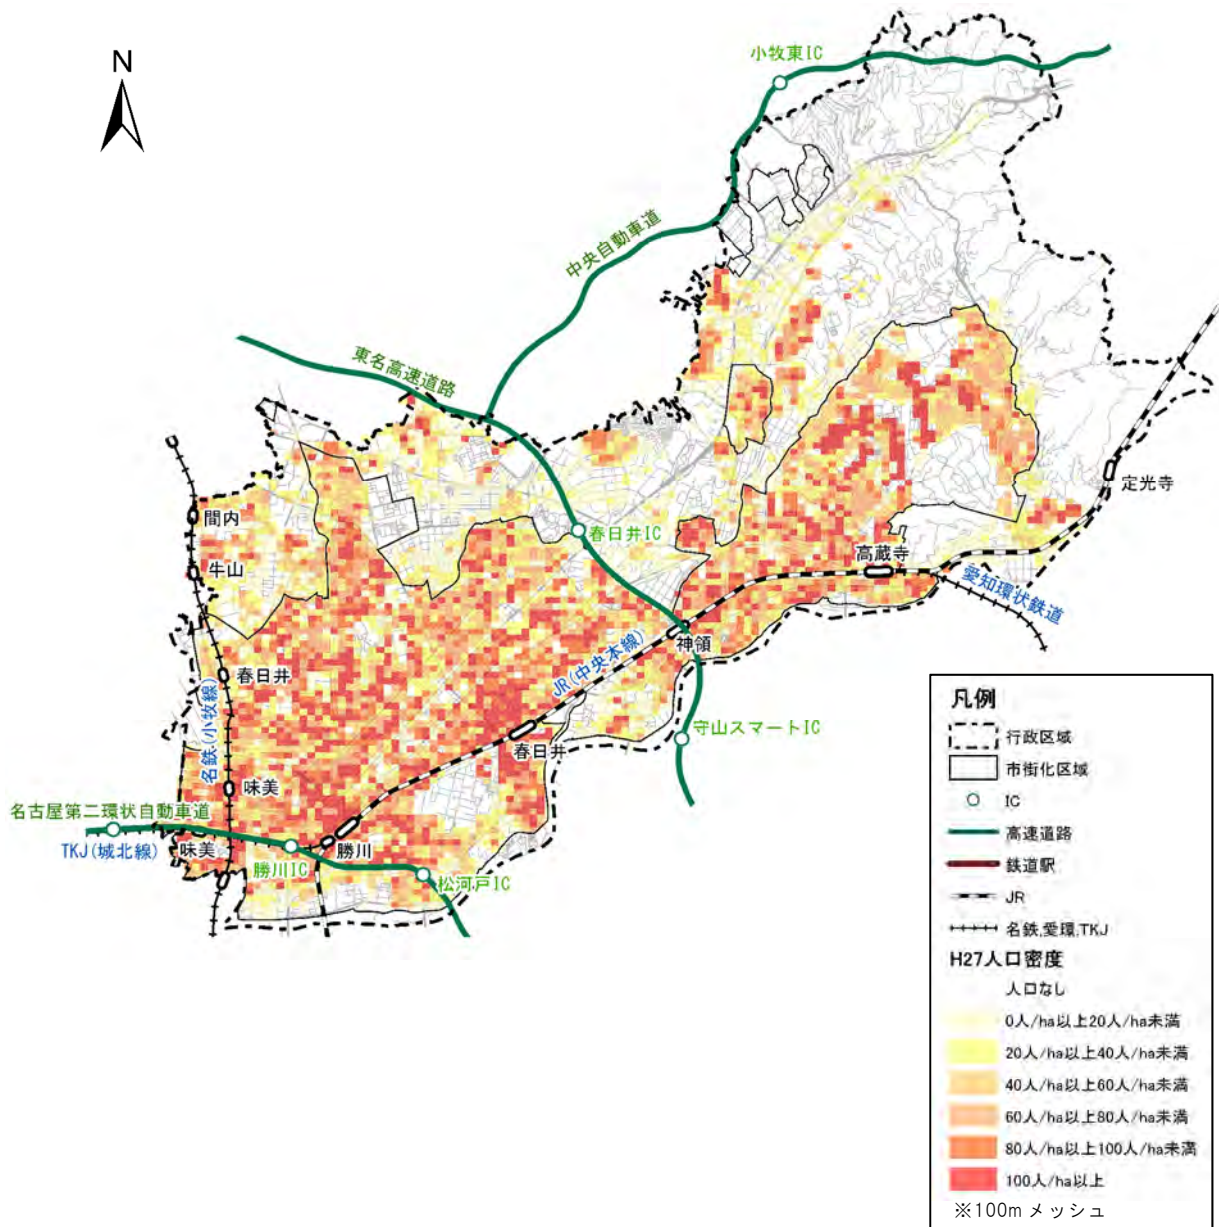 N
小牧東IC
中央自動車道
東名高速道路
定光寺
間内
春日井IC
牛山
高蔵寺
愛知環状鉄道
神領
JR(中央本線)
春日井
名鉄(小牧線)
守山スマートIC
春日井
味美
名古屋第二環状自動車道
TKJ(城北線)
味美
勝川IC
勝川
松河戸IC
凡例
行政区域
市街化区域
IC
高速道路
鉄道駅
JR
名鉄,愛環,TKJ
H27人口密度
人口なし
0人/ha以上20人/ha未満
20人/ha以上40人/ha未満
40人/ha以上60人/ha未満
60人/ha以上80人/ha未満
80人/ha以上100人/ha未満
100人/ha以上
※100m メッシュ